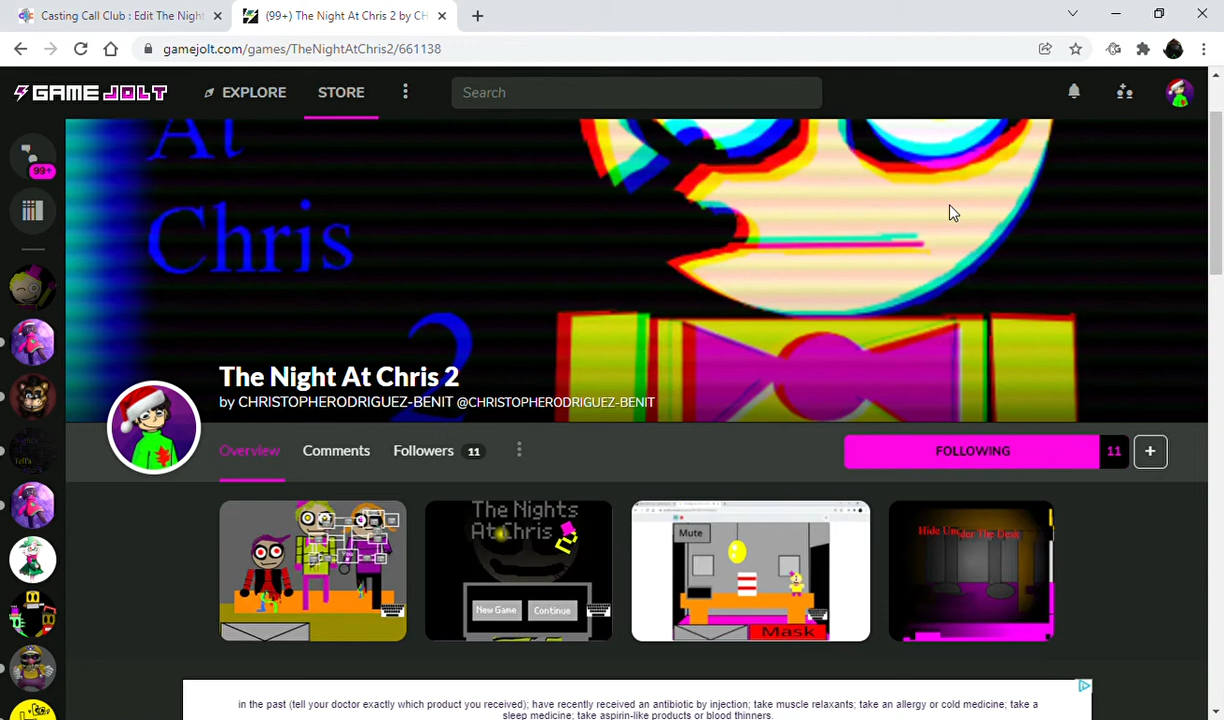 Casting Call Club : Edit The Night
(99+) The Night At Chris 2 by CH
gamejolt.com/games/TheNightAtChris2/661138
GAME JOLT
EXPLORE
STORE
Search
99+
At
Chris
2
The Night At Chris 2
by CHRISTOPHERODRIGUEZ-BENIT @CHRISTOPHERODRIGUEZ-BENIT
Overview
Comments
Followers 11
FOLLOWING 11
The Nights
At Chris
2
New Game
Continue
Mute
Mask
Hide Under The Desk
in the past (tell your doctor exactly which product you received); have recently received an antibiotic by injection; take muscle relaxants; take an allergy or cold medicine; take a
sleep medicine; take aspirin-like products or blood thinners.